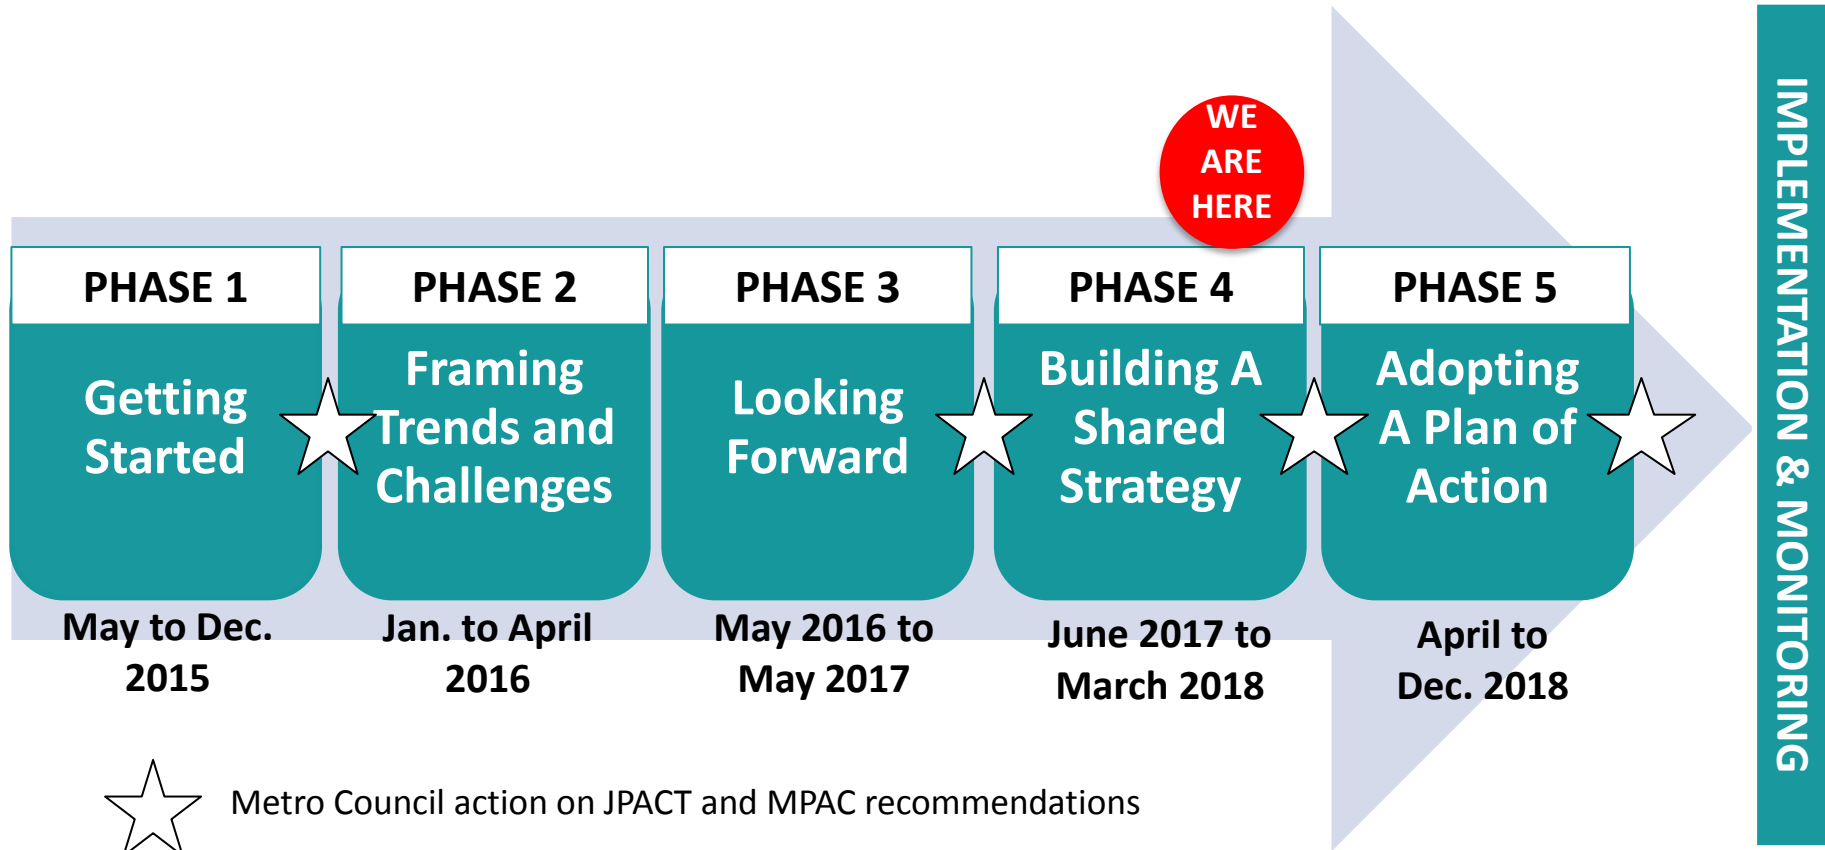 WE
ARE
HERE
PHASE 1
Getting
Started
May to Dec.
2015
PHASE 2
Framing
Trends and
Challenges
Jan. to April
2016
PHASE 3
Looking
Forward
May 2016 to
May 2017
PHASE 4
Building A
Shared
Strategy
June 2017 to
March 2018
PHASE 5
Adopting
A Plan of
Action
April to
Dec. 2018
IMPLEMENTATION & MONITORING
Metro Council action on JPACT and MPAC recommendations